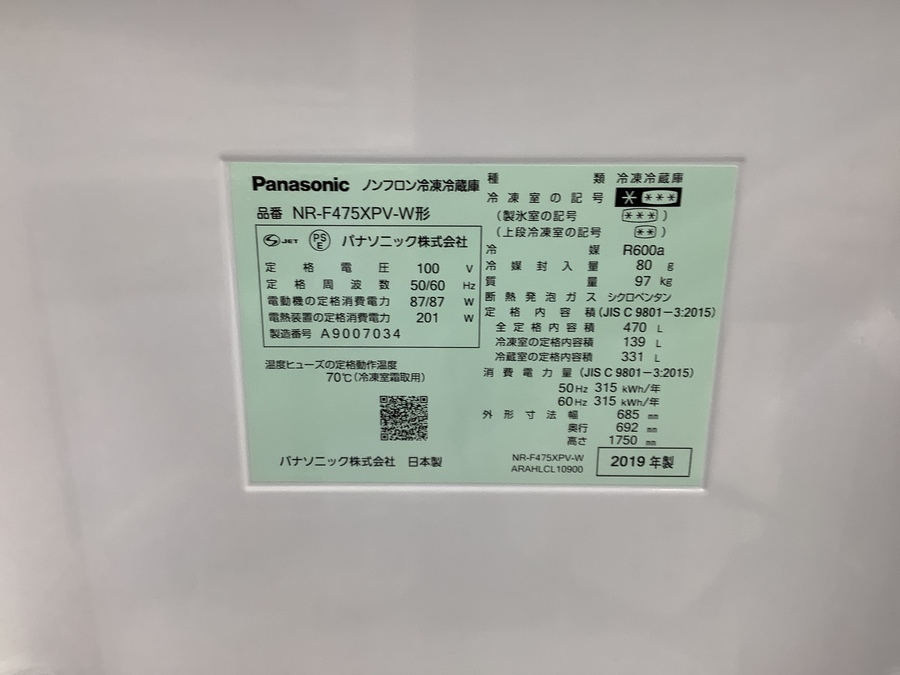 Panasonic ノンフロン冷凍冷蔵庫
品番 NR-F475XPV-W形
S JET PSE パナソニック株式会社
定格電圧 100 V
定格周波数 50/60 Hz
電動機の定格消費電力 87/87 W
電熱装置の定格消費電力 201 W
製造番号 A9007034
温度ヒューズの定格動作温度
70℃(冷凍室霜取用)
パナソニック株式会社 日本製
種類 冷凍冷蔵庫
冷凍室の記号 * ***
(製氷室の記号 ***)
(上段冷凍室の記号 **)
冷媒 R600a
冷媒封入量 80 g
質量 97 kg
断熱発泡ガス シクロペンタン
定格内容積(JIS C 9801-3:2015)
全定格内容積 470 L
冷凍室の定格内容積 139 L
冷蔵室の定格内容積 331 L
消費電力量(JIS C 9801-3:2015)
50Hz 315 kWh/年
60Hz 315 kWh/年
外形寸法 幅 685 mm
奥行 692 mm
高さ 1750 mm
NR-F475XPV-W
ARAHLCL10900
2019年製